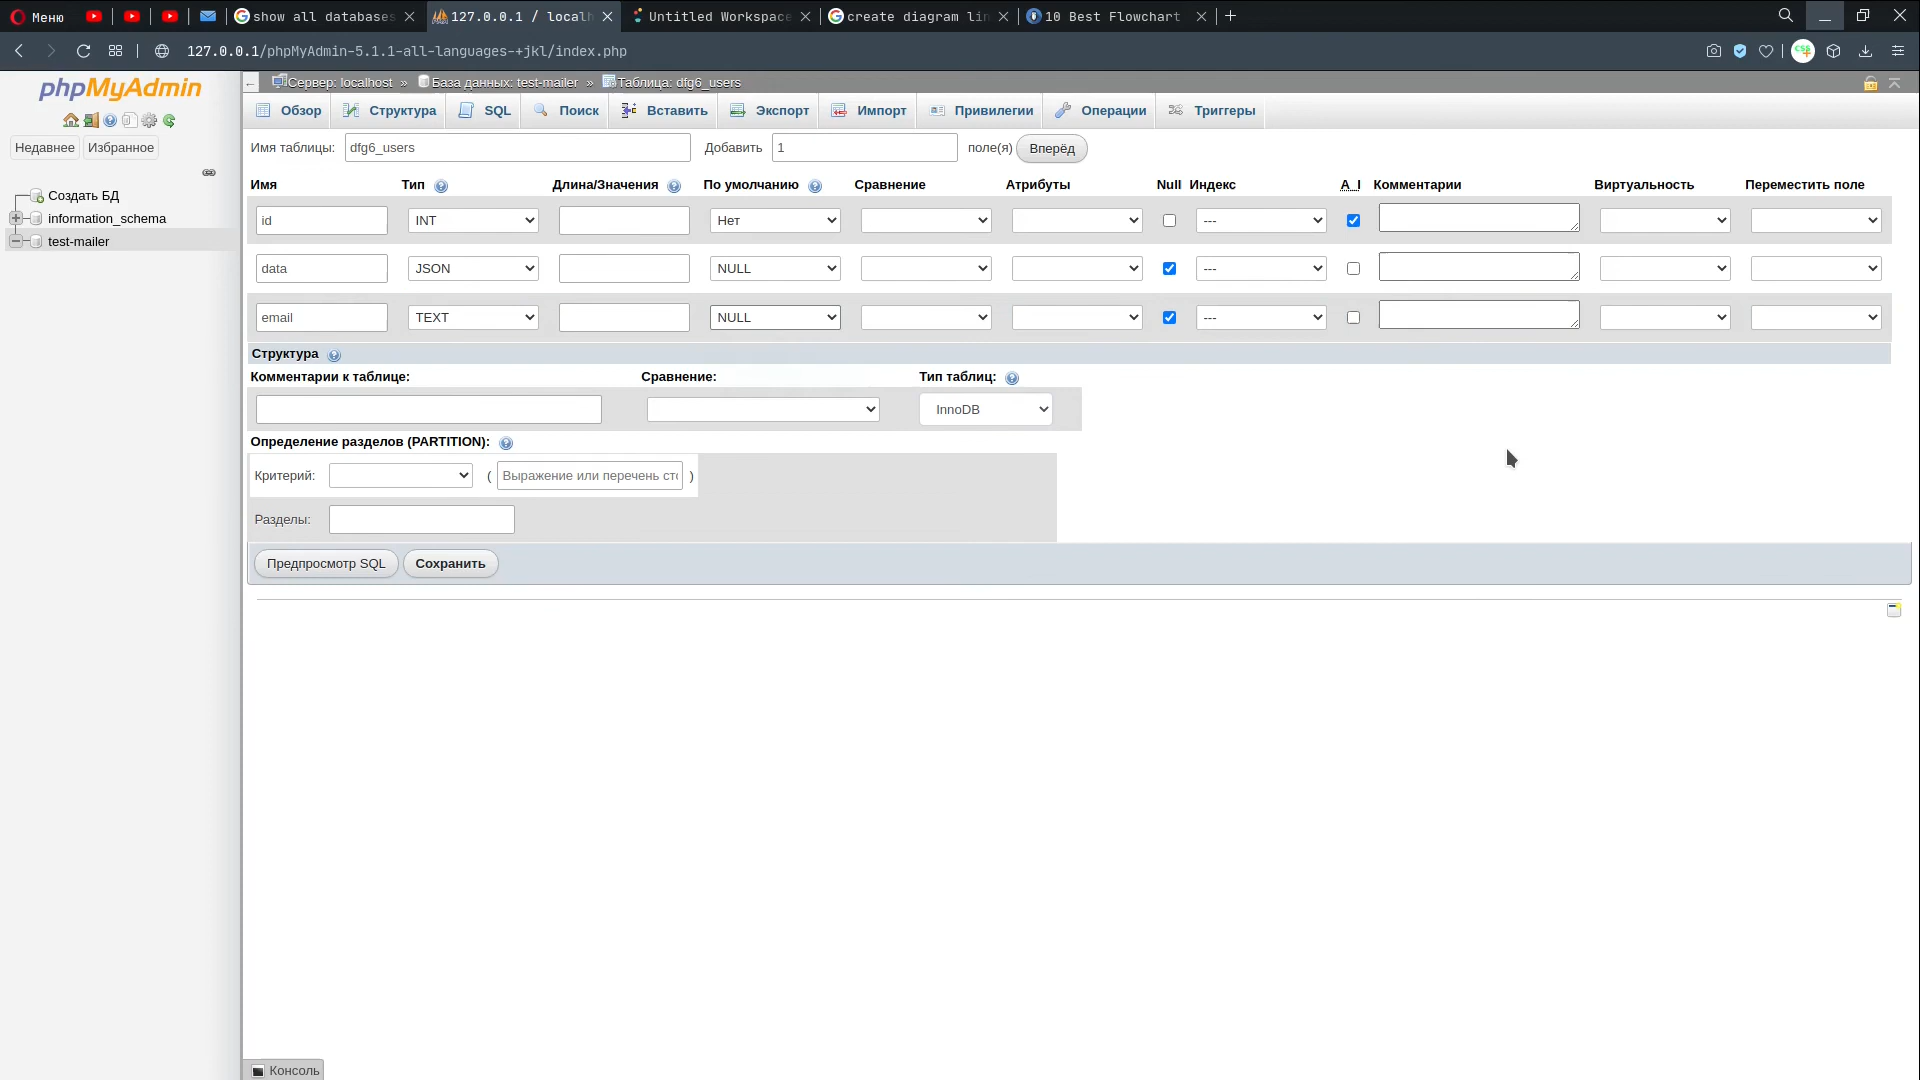 Меню
show all databases
127.0.0.1 / localh
Untitled Workspace
create diagram lin
10 Best Flowchart
127.0.0.1/phpMyAdmin-5.1.1-all-languages-+jkl/index.php
phpMyAdmin
Недавнее Избранное
Создать БД
information_schema
test-mailer
Сервер: localhost » База данных: test-mailer » Таблица: dfg6_users
Обзор Структура SQL Поиск Вставить Экспорт Импорт Привилегии Операции Триггеры
Имя таблицы: dfg6_users Добавить 1 поле(я) Вперёд
Имя Тип Длина/Значения По умолчанию Сравнение Атрибуты Null Индекс A_I Комментарии Виртуальность Переместить поле
id INT Нет ---
data JSON NULL ---
email TEXT NULL ---
Структура
Комментарии к таблице: Сравнение: Тип таблиц:
InnoDB
Определение разделов (PARTITION):
Критерий: ( Выражение или перечень сто )
Разделы:
Предпросмотр SQL Сохранить
Консоль